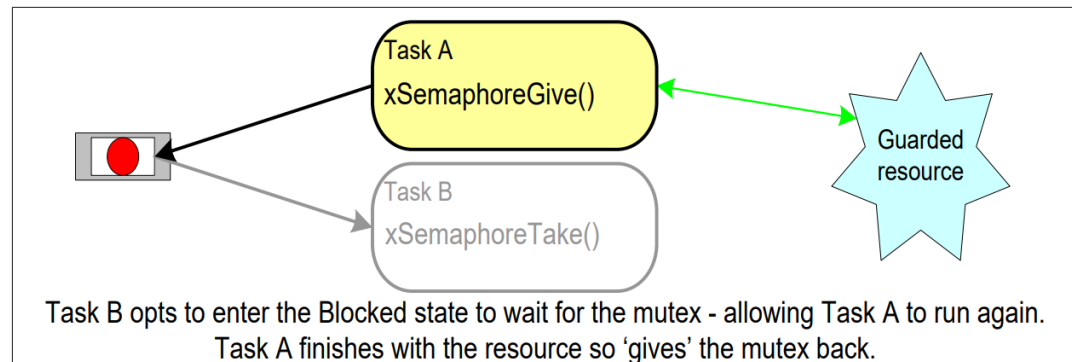 Task A
xSemaphoreGive()
Guarded
resource
Task B
xSemaphoreTake()
Task B opts to enter the Blocked state to wait for the mutex - allowing Task A to run again.
Task A finishes with the resource so ‘gives’ the mutex back.